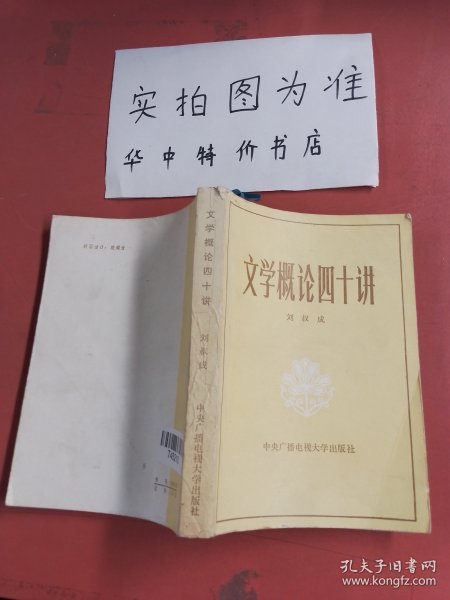 实拍图为准
华中特价书店
文学概论四十讲
刘叔成
中央广播电视大学出版社
文学概论四十讲
刘叔成
中央广播电视大学出版社
孔夫子旧书网
www.kongfz.com